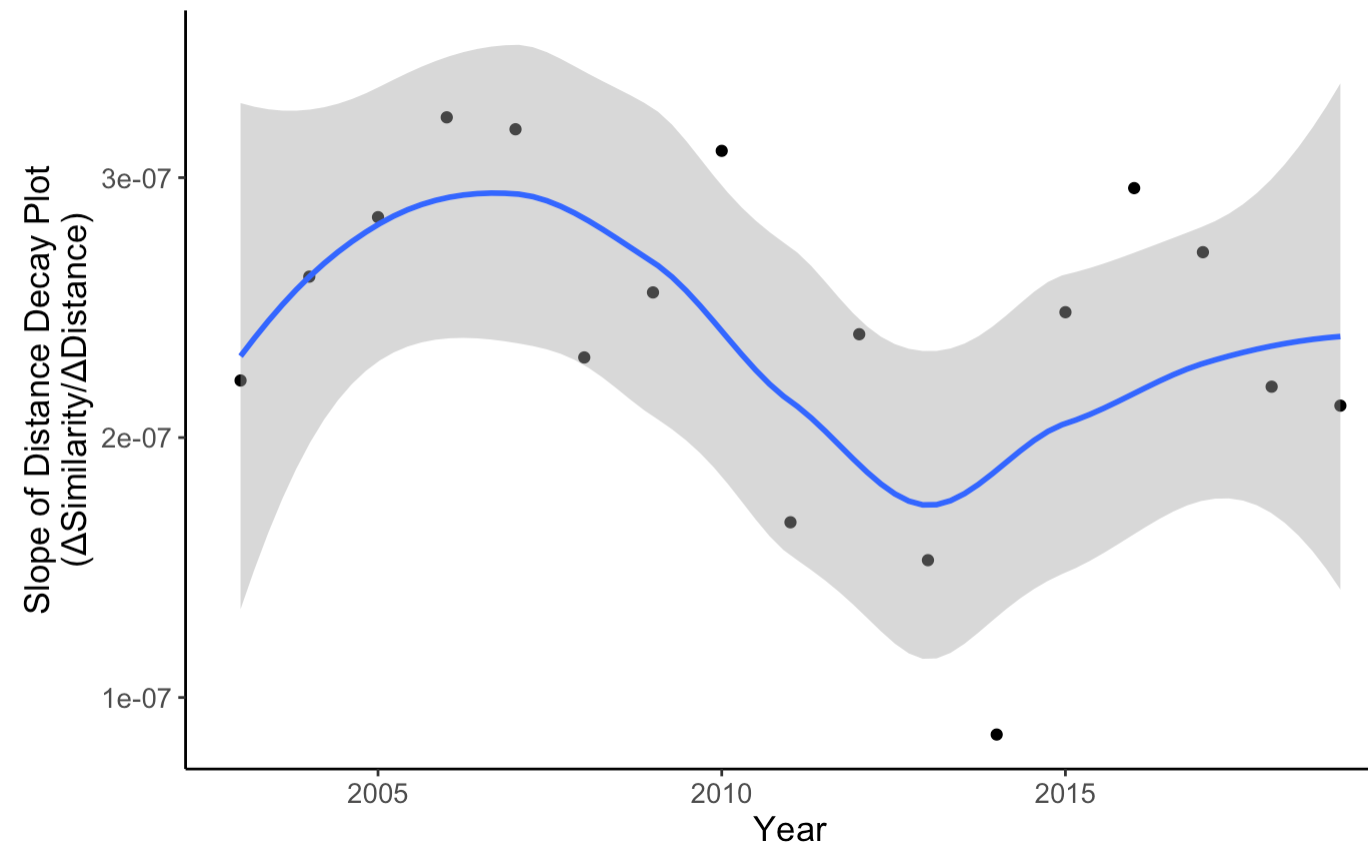 Slope of Distance Decay Plot
(ΔSimilarity/ΔDistance)
3e-07
2e-07
1e-07
2005 2010 2015
Year